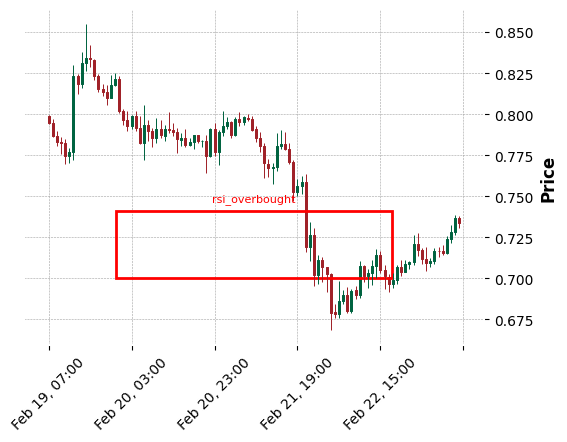 0.850
0.825
0.800
0.775
0.750
0.725
0.700
0.675
Price
rsi_overbought
Feb 19, 07:00
Feb 20, 03:00
Feb 20, 23:00
Feb 21, 19:00
Feb 22, 15:00